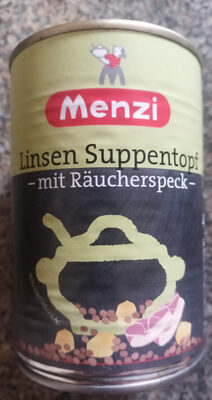 Menzi
Linsen Suppentopf
- mit Räucherspeck -